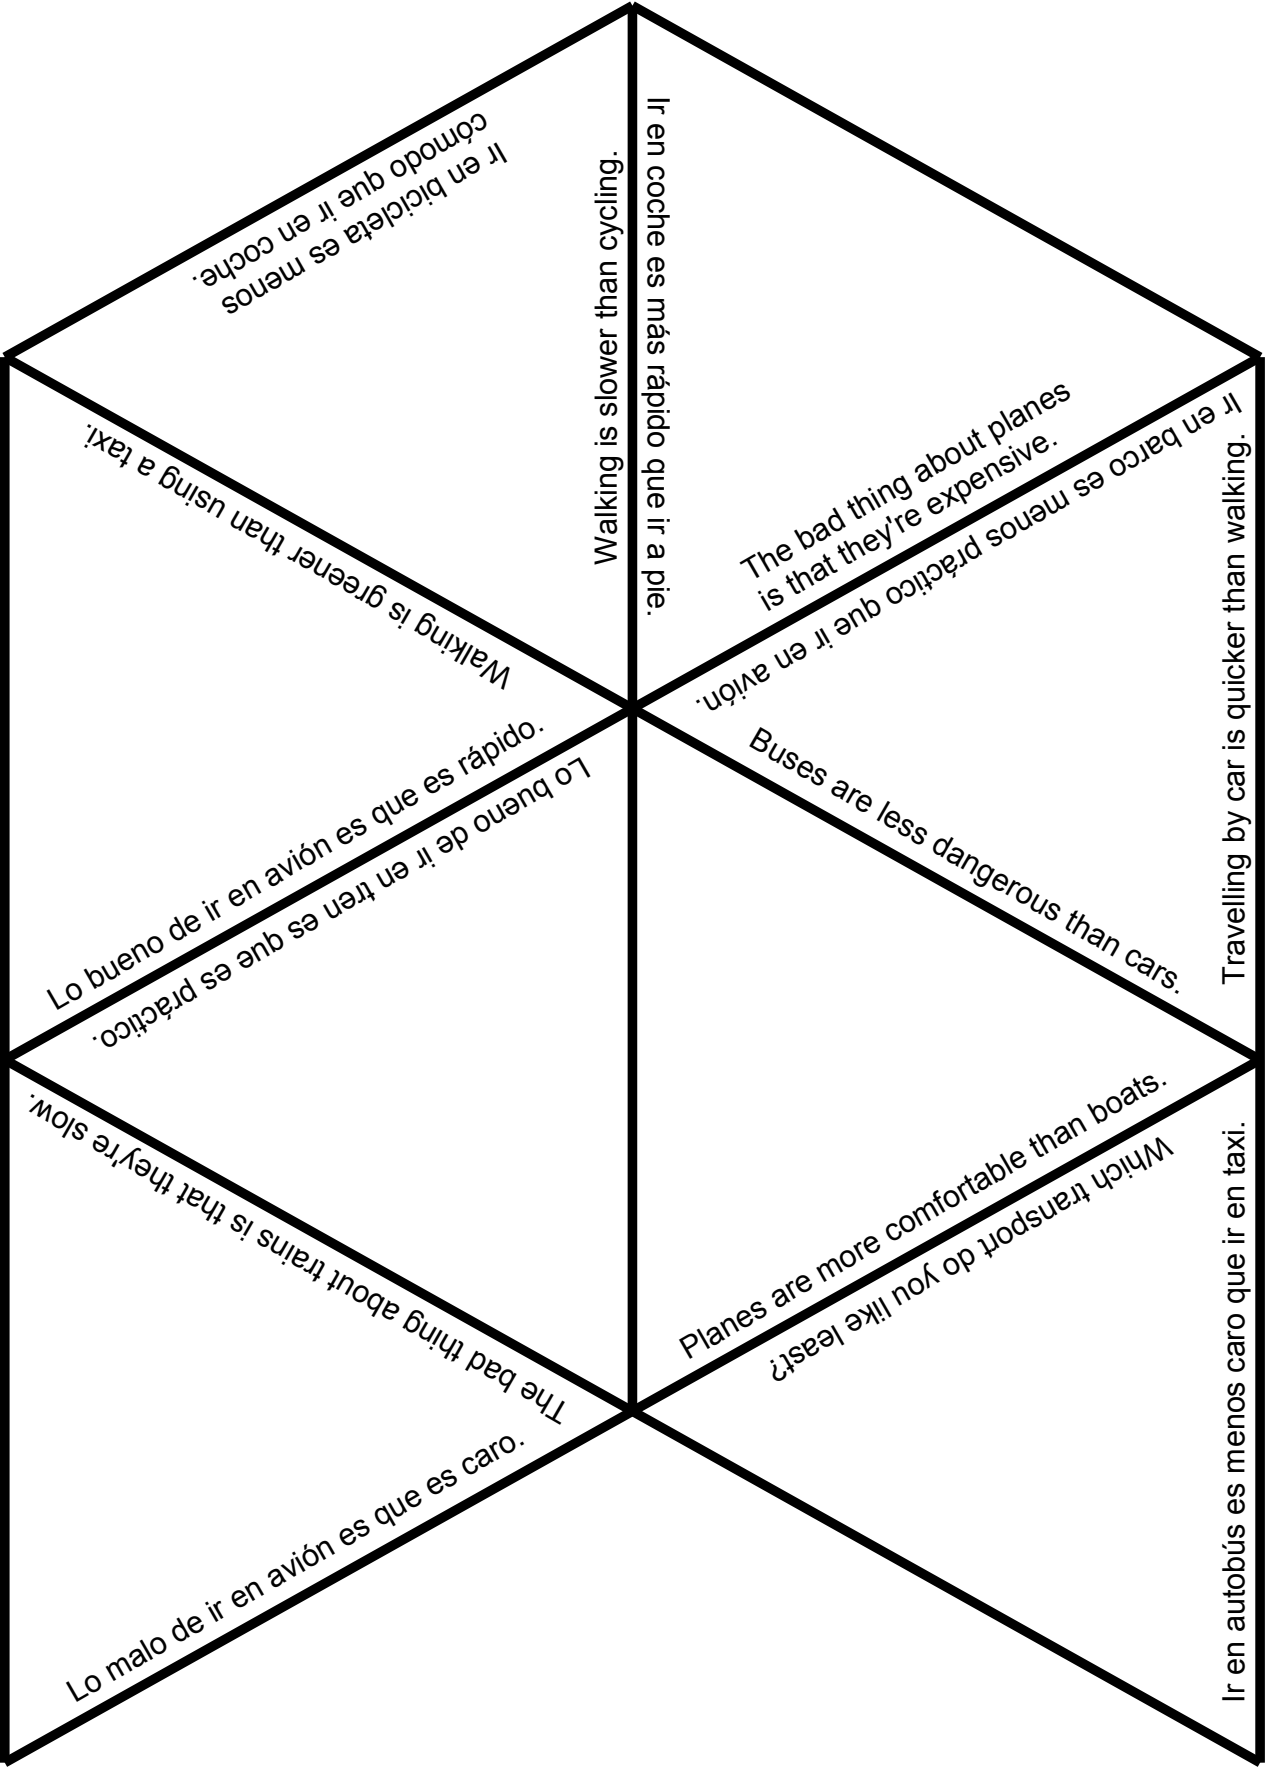 Ir en bicicleta es menos
cómodo que ir en coche.
Walking is slower than cycling.
Ir en coche es más rápido que ir a pie.
The bad thing about planes
is that they're expensive.
Ir en barco es menos práctico que ir en avión.
Travelling by car is quicker than walking.
Walking is greener than using a taxi.
Lo bueno de ir en avión es que es rápido.
Lo bueno de ir en tren es que es práctico.
Buses are less dangerous than cars.
Planes are more comfortable than boats.
Which transport do you like least?
The bad thing about trains is that they're slow.
Lo malo de ir en avión es que es caro.
Ir en autobús es menos caro que ir en taxi.